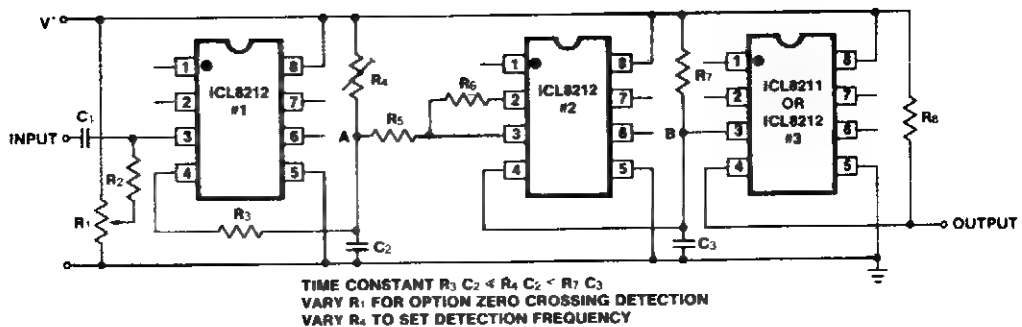 V+
INPUT
C1
R2
R1
1
2
3
4
8
7
6
5
ICL8212
#1
R3
R4
A
R5
R6
C2
1
2
3
4
8
7
6
5
ICL8212
#2
R7
B
C3
1
2
3
4
8
7
6
5
ICL8211
OR
ICL8212
#3
R8
OUTPUT
TIME CONSTANT R3 C2 < R4 C2 < R7 C3
VARY R1 FOR OPTION ZERO CROSSING DETECTION
VARY R4 TO SET DETECTION FREQUENCY